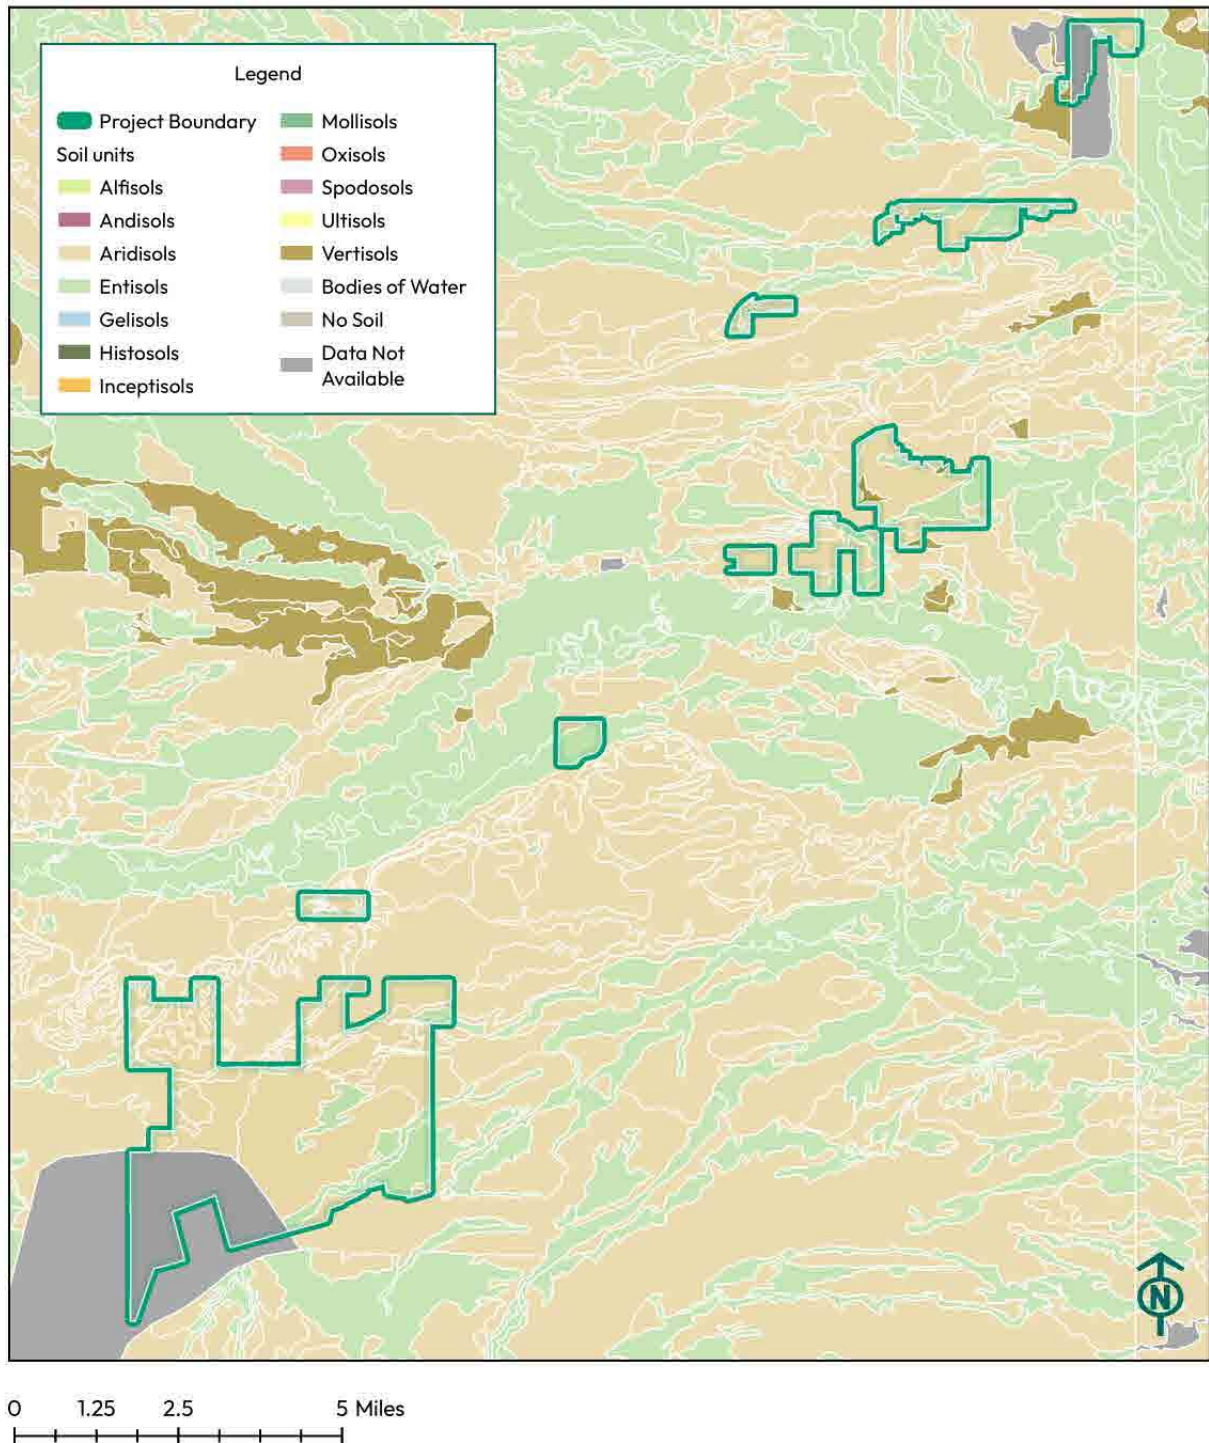 Legend
Project Boundary
Soil units
Alfisols
Andisols
Aridisols
Entisols
Gelisols
Histosols
Inceptisols
Mollisols
Oxisols
Spodosols
Ultisols
Vertisols
Bodies of Water
No Soil
Data Not
Available
N
0 1.25 2.5 5 Miles